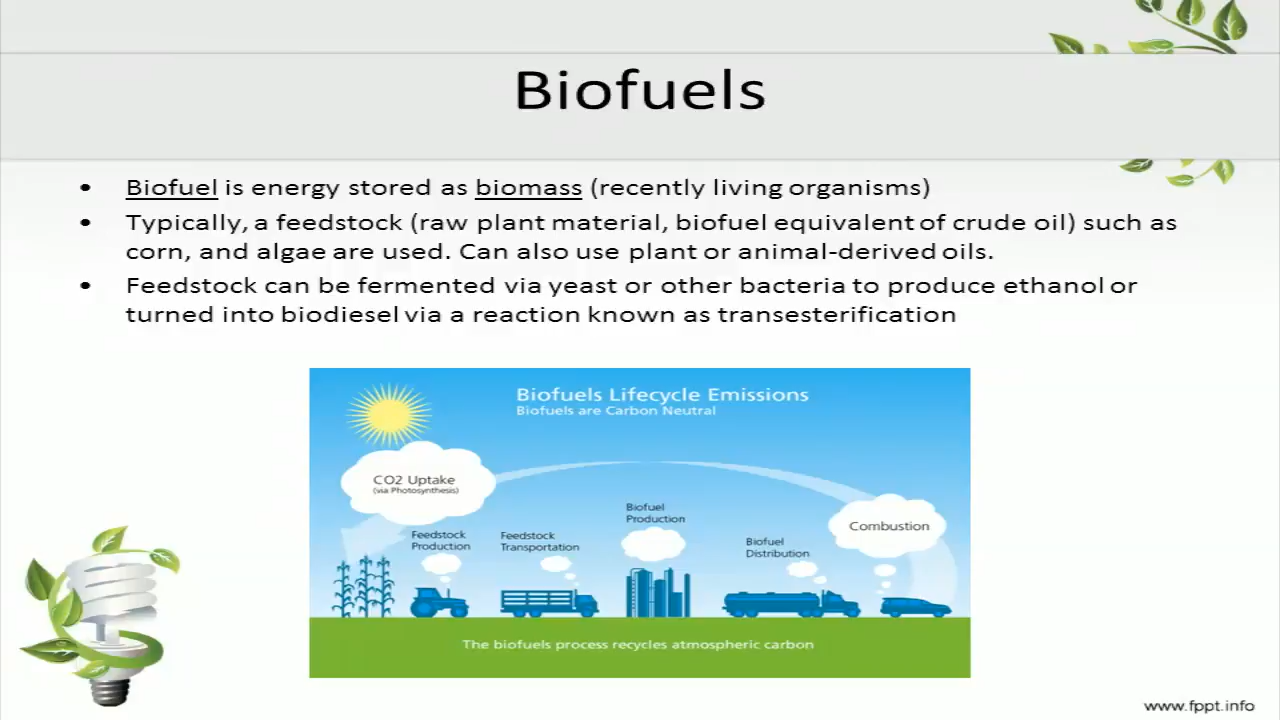 Biofuels
• Biofuel is energy stored as biomass (recently living organisms)
• Typically, a feedstock (raw plant material, biofuel equivalent of crude oil) such as
corn, and algae are used. Can also use plant or animal-derived oils.
• Feedstock can be fermented via yeast or other bacteria to produce ethanol or
turned into biodiesel via a reaction known as transesterification
Biofuels Lifecycle Emissions
Biofuels are Carbon Neutral
CO2 Uptake
(via Photosynthesis)
Feedstock
Production
Feedstock
Transportation
Biofuel
Production
Biofuel
Distribution
Combustion
The biofuels process recycles atmospheric carbon
www.fppt.info